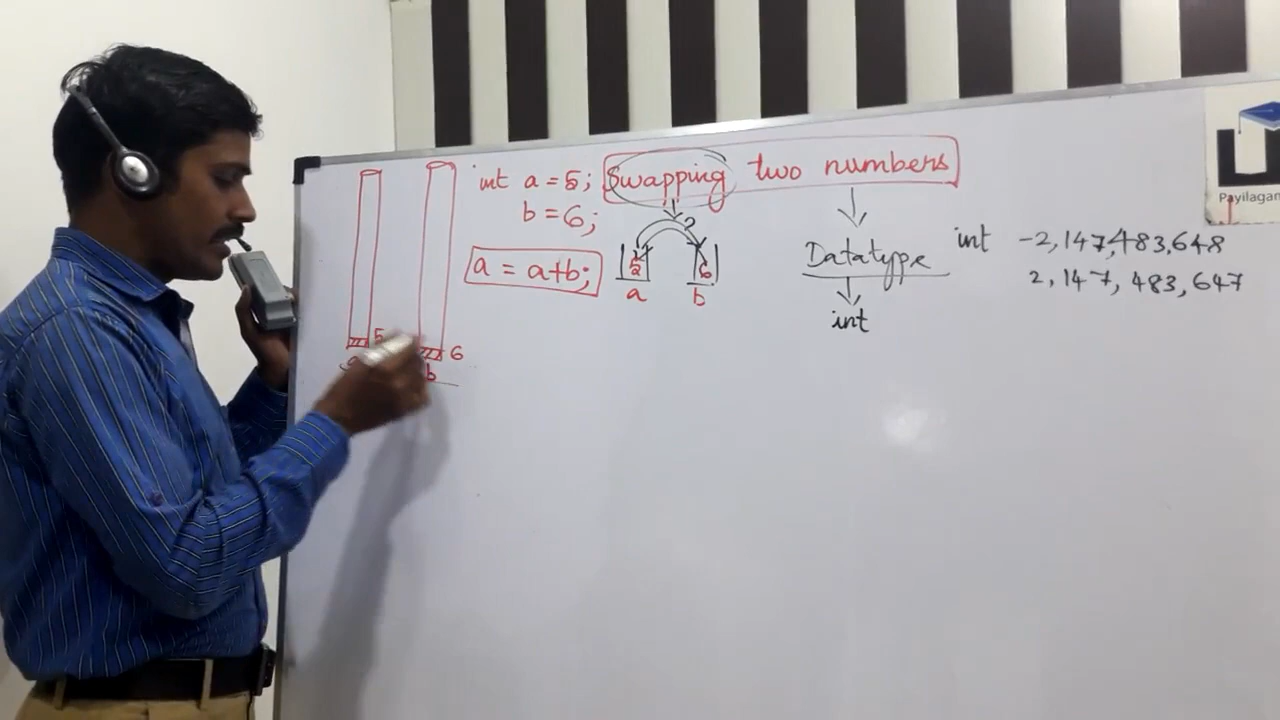 int a = 5; Swapping two numbers
b = 6;
a = a+b;
a
b
6
Datatype
int
int -2,147,483,648
2,147,483,647
5
6
b
Payilagam